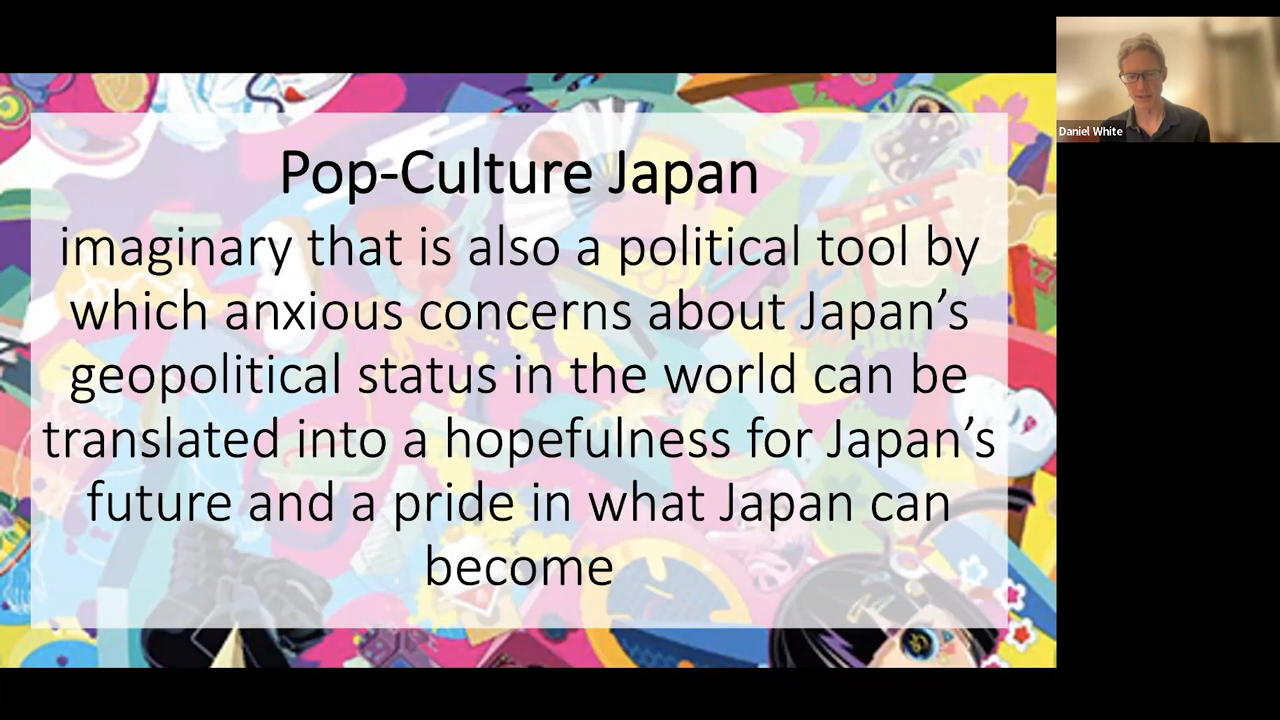 Pop-Culture Japan
imaginary that is also a political tool by
which anxious concerns about Japan’s
geopolitical status in the world can be
translated into a hopefulness for Japan’s
future and a pride in what Japan can
become
Daniel White